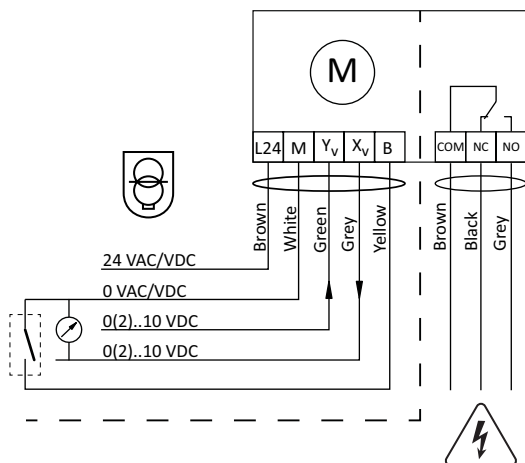 M
L24 M Yv Xv B
COM NC NO
Brown
White
Green
Grey
Yellow
Brown
Black
Grey
24 VAC/VDC
0 VAC/VDC
0(2)..10 VDC
0(2)..10 VDC